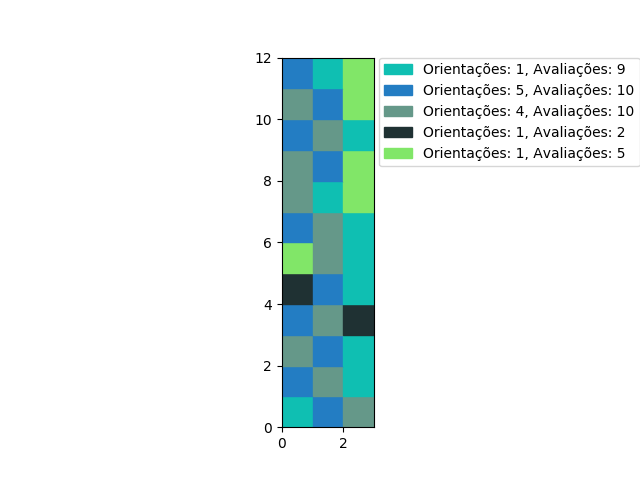 12
10
8
6
4
2
0
0 2
Orientações: 1, Avaliações: 9
Orientações: 5, Avaliações: 10
Orientações: 4, Avaliações: 10
Orientações: 1, Avaliações: 2
Orientações: 1, Avaliações: 5